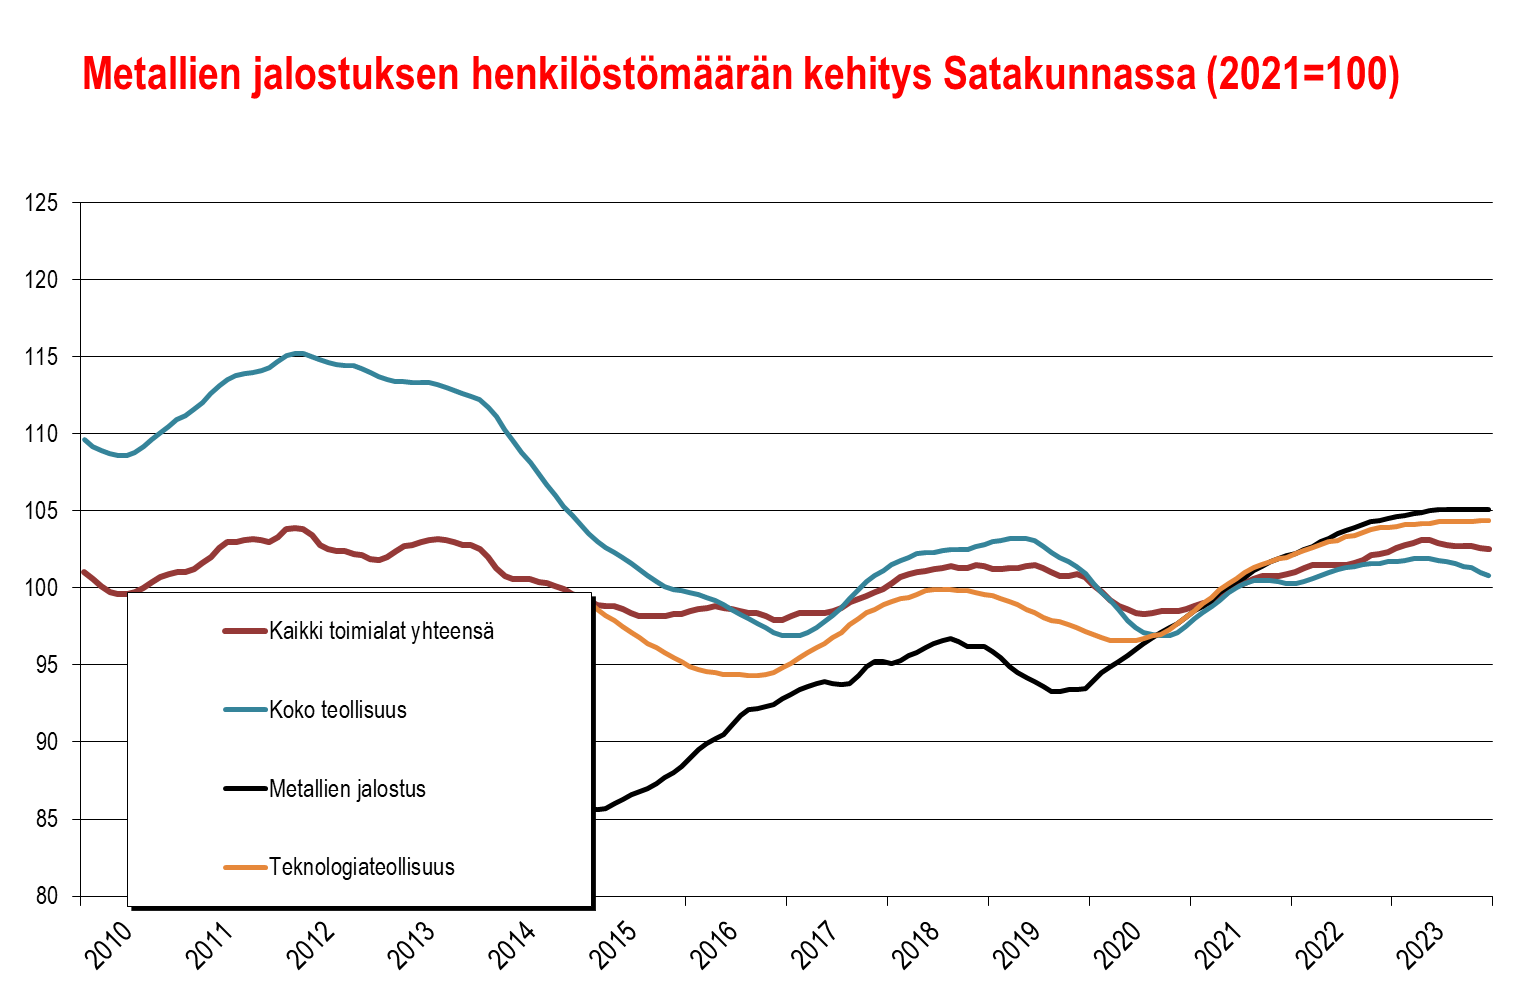 Metallien jalostuksen henkilöstömäärän kehitys Satakunnassa (2021=100)
125
120
115
110
105
100
95
90
85
80
Kaikki toimialat yhteensä
Koko teollisuus
Metallien jalostus
Teknologiateollisuus
2010 2011 2012 2013 2014 2015 2016 2017 2018 2019 2020 2021 2022 2023